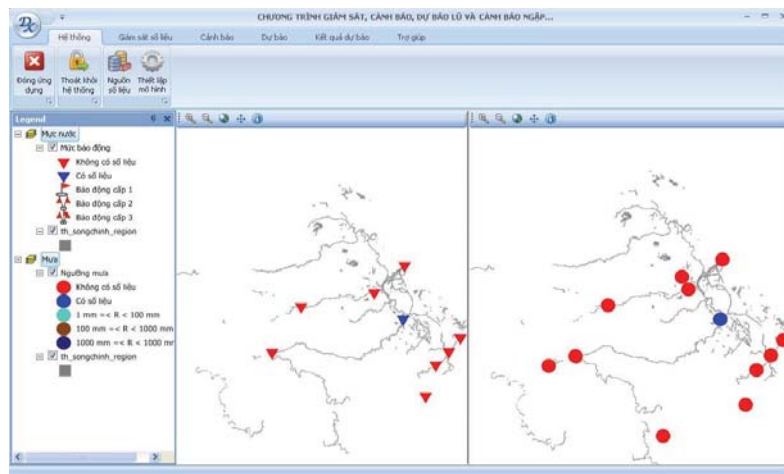 CHƯƠNG TRÌNH GIÁM SÁT, CẢNH BÁO, DỰ BÁO LŨ VÀ CẢNH BÁO NGẬP...
Hệ thống Giám sát số liệu Cảnh báo Dự báo Kết quả dự báo Trợ giúp
Đóng ứng dụng
Thoát khỏi hệ thống
Nguồn số liệu
Thiết lập mô hình
Legend
Mực nước
Mức báo động
Không có số liệu
Có số liệu
Báo động cấp 1
Báo động cấp 2
Báo động cấp 3
th_songchinh_region
Mưa
Ngưỡng mưa
Không có số liệu
Có số liệu
1 mm =< R < 100 mm
100 mm =< R < 1000 mm
1000 mm =< R < 1000 mr
th_songchinh_region